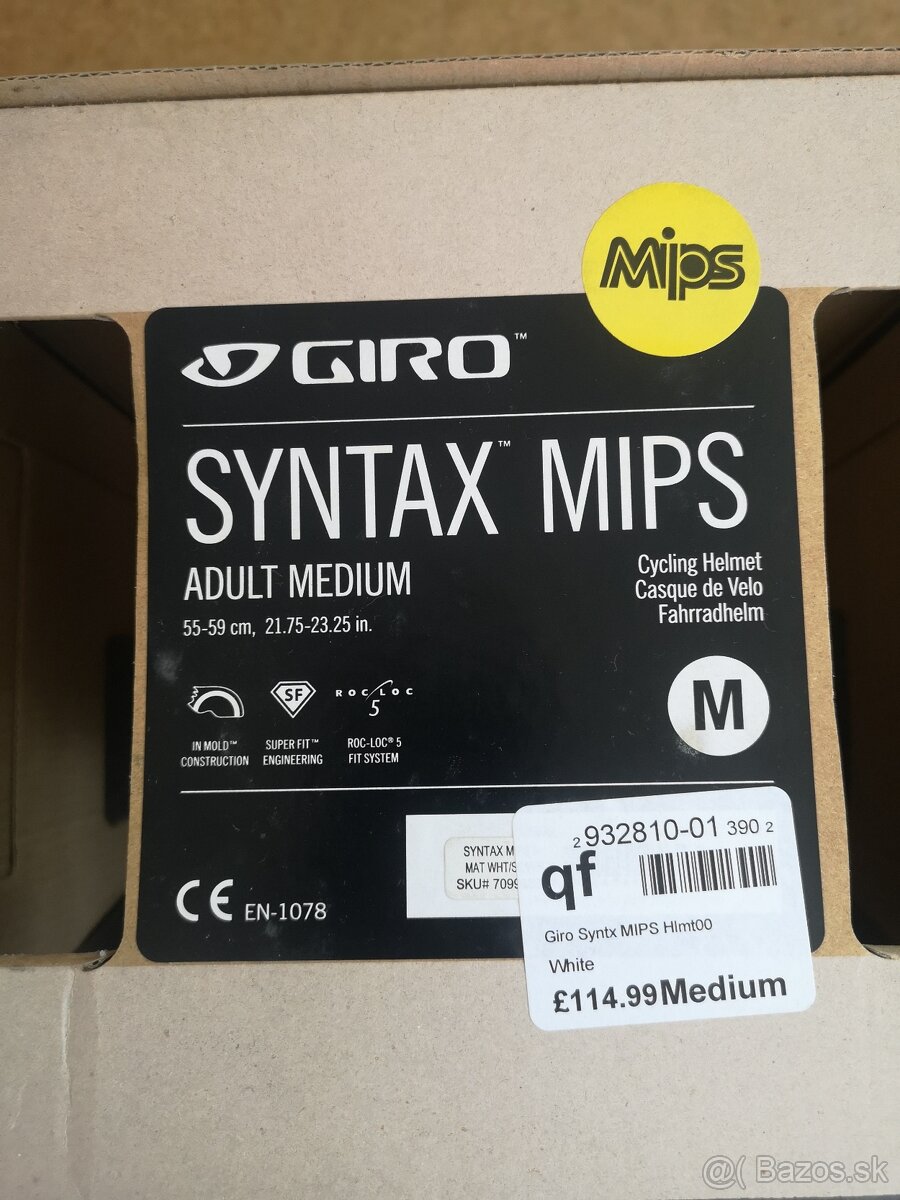 Mips
GIRO™
SYNTAX™ MIPS
ADULT MEDIUM
55-59 cm, 21.75-23.25 in.
Cycling Helmet
Casque de Velo
Fahrradhelm
SF
ROC LOC
5
M
IN MOLD™
CONSTRUCTION
SUPER FIT™
ENGINEERING
ROC-LOC® 5
FIT SYSTEM
SYNTAX M
MAT WHT/S
SKU# 709
CE EN-1078
2 932810-01 390 2
qf
Giro Syntx MIPS Hlmt00
White
£114.99 Medium
@( Bazos.sk